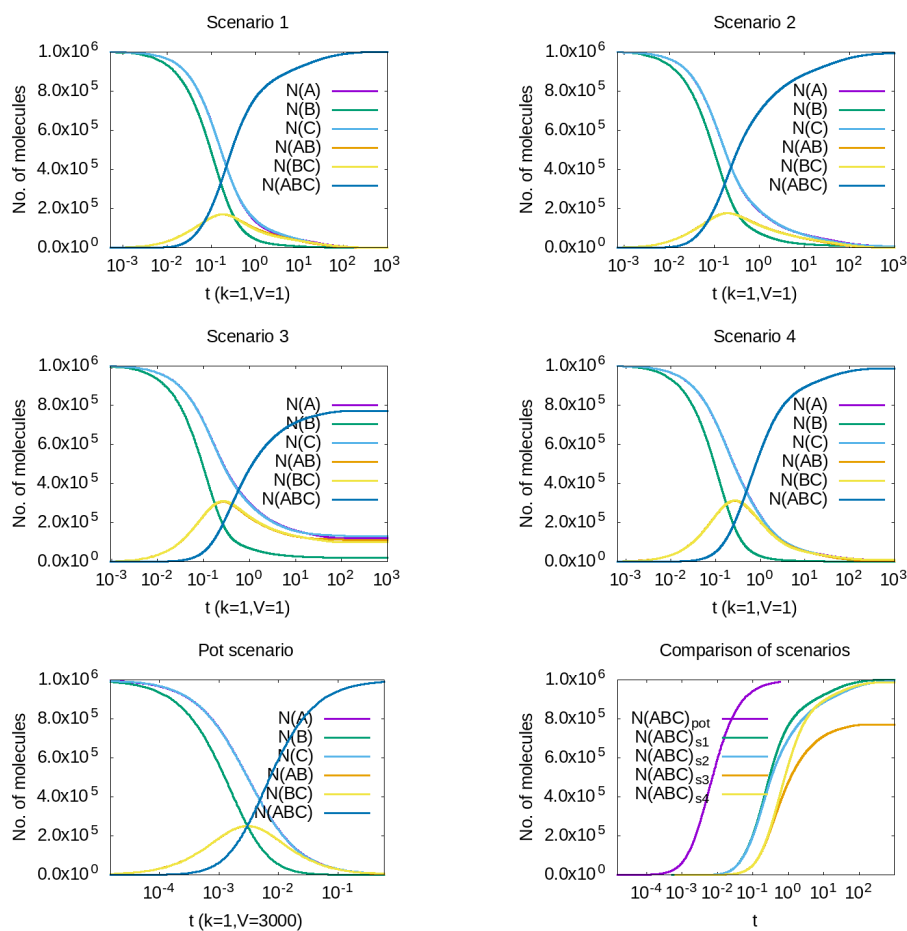 Scenario 1
No. of molecules
1.0x10^6
8.0x10^5
6.0x10^5
4.0x10^5
2.0x10^5
0.0x10^0
N(A)
N(B)
N(C)
N(AB)
N(BC)
N(ABC)
10^-3 10^-2 10^-1 10^0 10^1 10^2 10^3
t (k=1,V=1)
Scenario 2
No. of molecules
1.0x10^6
8.0x10^5
6.0x10^5
4.0x10^5
2.0x10^5
0.0x10^0
N(A)
N(B)
N(C)
N(AB)
N(BC)
N(ABC)
10^-3 10^-2 10^-1 10^0 10^1 10^2 10^3
t (k=1,V=1)
Scenario 3
No. of molecules
1.0x10^6
8.0x10^5
6.0x10^5
4.0x10^5
2.0x10^5
0.0x10^0
N(A)
N(B)
N(C)
N(AB)
N(BC)
N(ABC)
10^-3 10^-2 10^-1 10^0 10^1 10^2 10^3
t (k=1,V=1)
Scenario 4
No. of molecules
1.0x10^6
8.0x10^5
6.0x10^5
4.0x10^5
2.0x10^5
0.0x10^0
N(A)
N(B)
N(C)
N(AB)
N(BC)
N(ABC)
10^-3 10^-2 10^-1 10^0 10^1 10^2 10^3
t (k=1,V=1)
Pot scenario
No. of molecules
1.0x10^6
8.0x10^5
6.0x10^5
4.0x10^5
2.0x10^5
0.0x10^0
N(A)
N(B)
N(C)
N(AB)
N(BC)
N(ABC)
10^-4 10^-3 10^-2 10^-1
t (k=1,V=3000)
Comparison of scenarios
No. of molecules
1.0x10^6
8.0x10^5
6.0x10^5
4.0x10^5
2.0x10^5
0.0x10^0
N(ABC)_pot
N(ABC)_s1
N(ABC)_s2
N(ABC)_s3
N(ABC)_s4
10^-4 10^-3 10^-2 10^-1 10^0 10^1 10^2
t